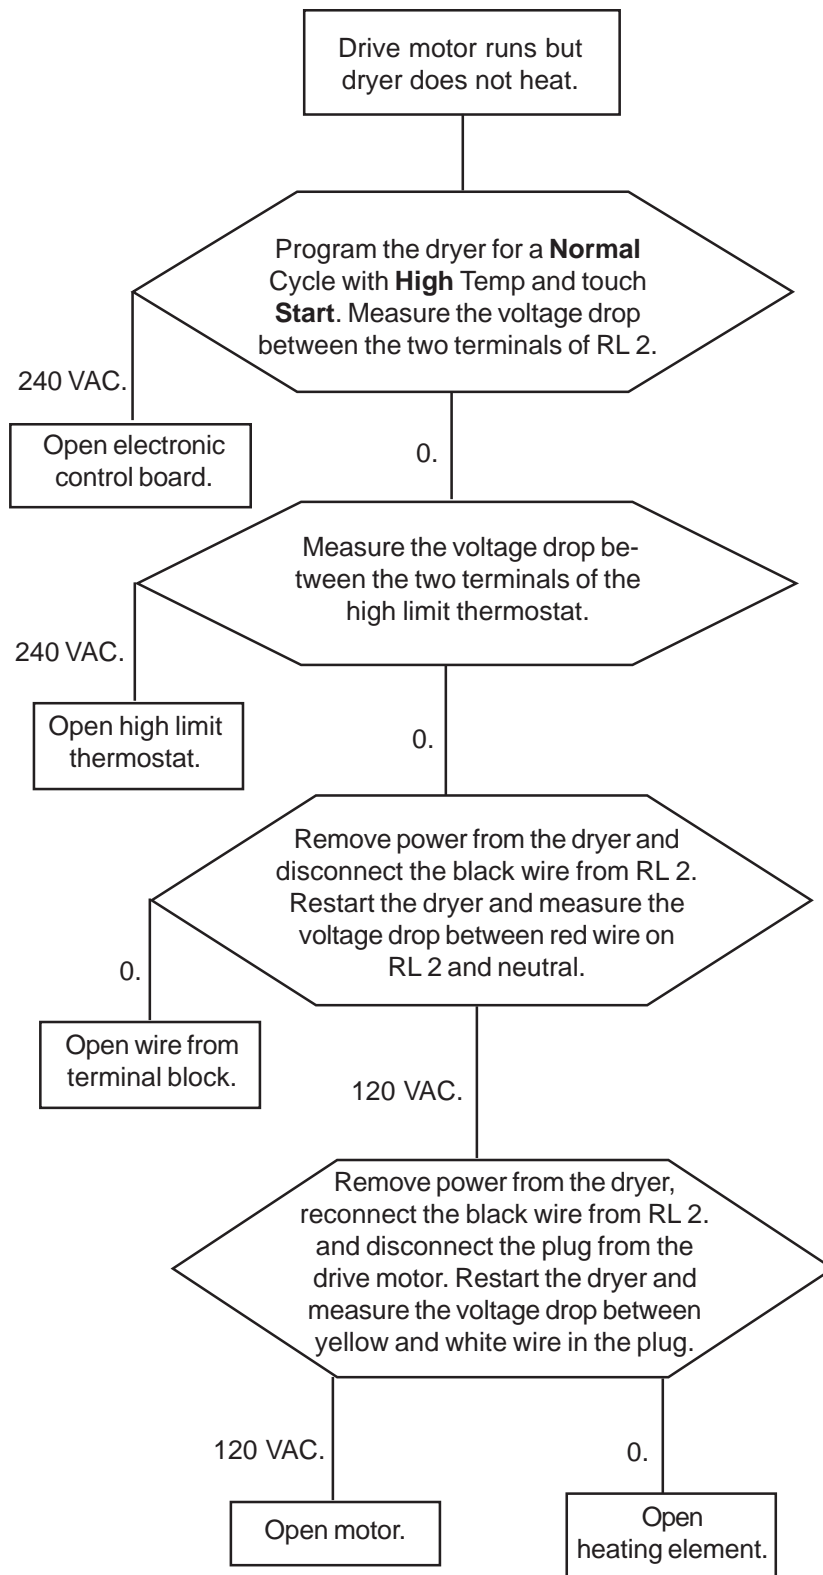 Drive motor runs but
dryer does not heat.
Program the dryer for a Normal
Cycle with High Temp and touch
Start. Measure the voltage drop
between the two terminals of RL 2.
240 VAC.
Open electronic
control board.
0.
Measure the voltage drop be-
tween the two terminals of the
high limit thermostat.
240 VAC.
Open high limit
thermostat.
0.
Remove power from the dryer and
disconnect the black wire from RL 2.
Restart the dryer and measure the
voltage drop between red wire on
RL 2 and neutral.
0.
Open wire from
terminal block.
120 VAC.
Remove power from the dryer,
reconnect the black wire from RL 2.
and disconnect the plug from the
drive motor. Restart the dryer and
measure the voltage drop between
yellow and white wire in the plug.
120 VAC.
Open motor.
0.
Open
heating element.